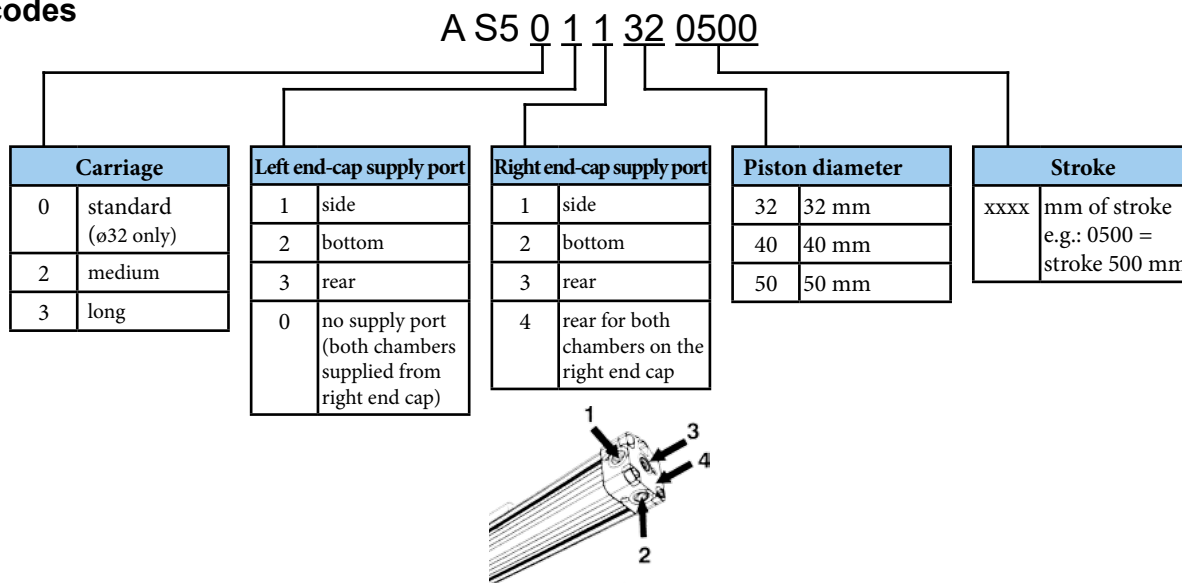 codes
A S5 0 1 1 32 0500
Carriage
0 standard
(ø32 only)
2 medium
3 long
Left end-cap supply port
1 side
2 bottom
3 rear
0 no supply port
(both chambers
supplied from
right end cap)
Right end-cap supply port
1 side
2 bottom
3 rear
4 rear for both
chambers on the
right end cap
Piston diameter
32 32 mm
40 40 mm
50 50 mm
Stroke
xxxx mm of stroke
e.g.: 0500 =
stroke 500 mm
1
3
4
2